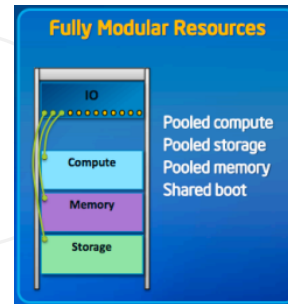 Fully Modular Resources
IO
Compute
Memory
Storage
Pooled compute
Pooled storage
Pooled memory
Shared boot